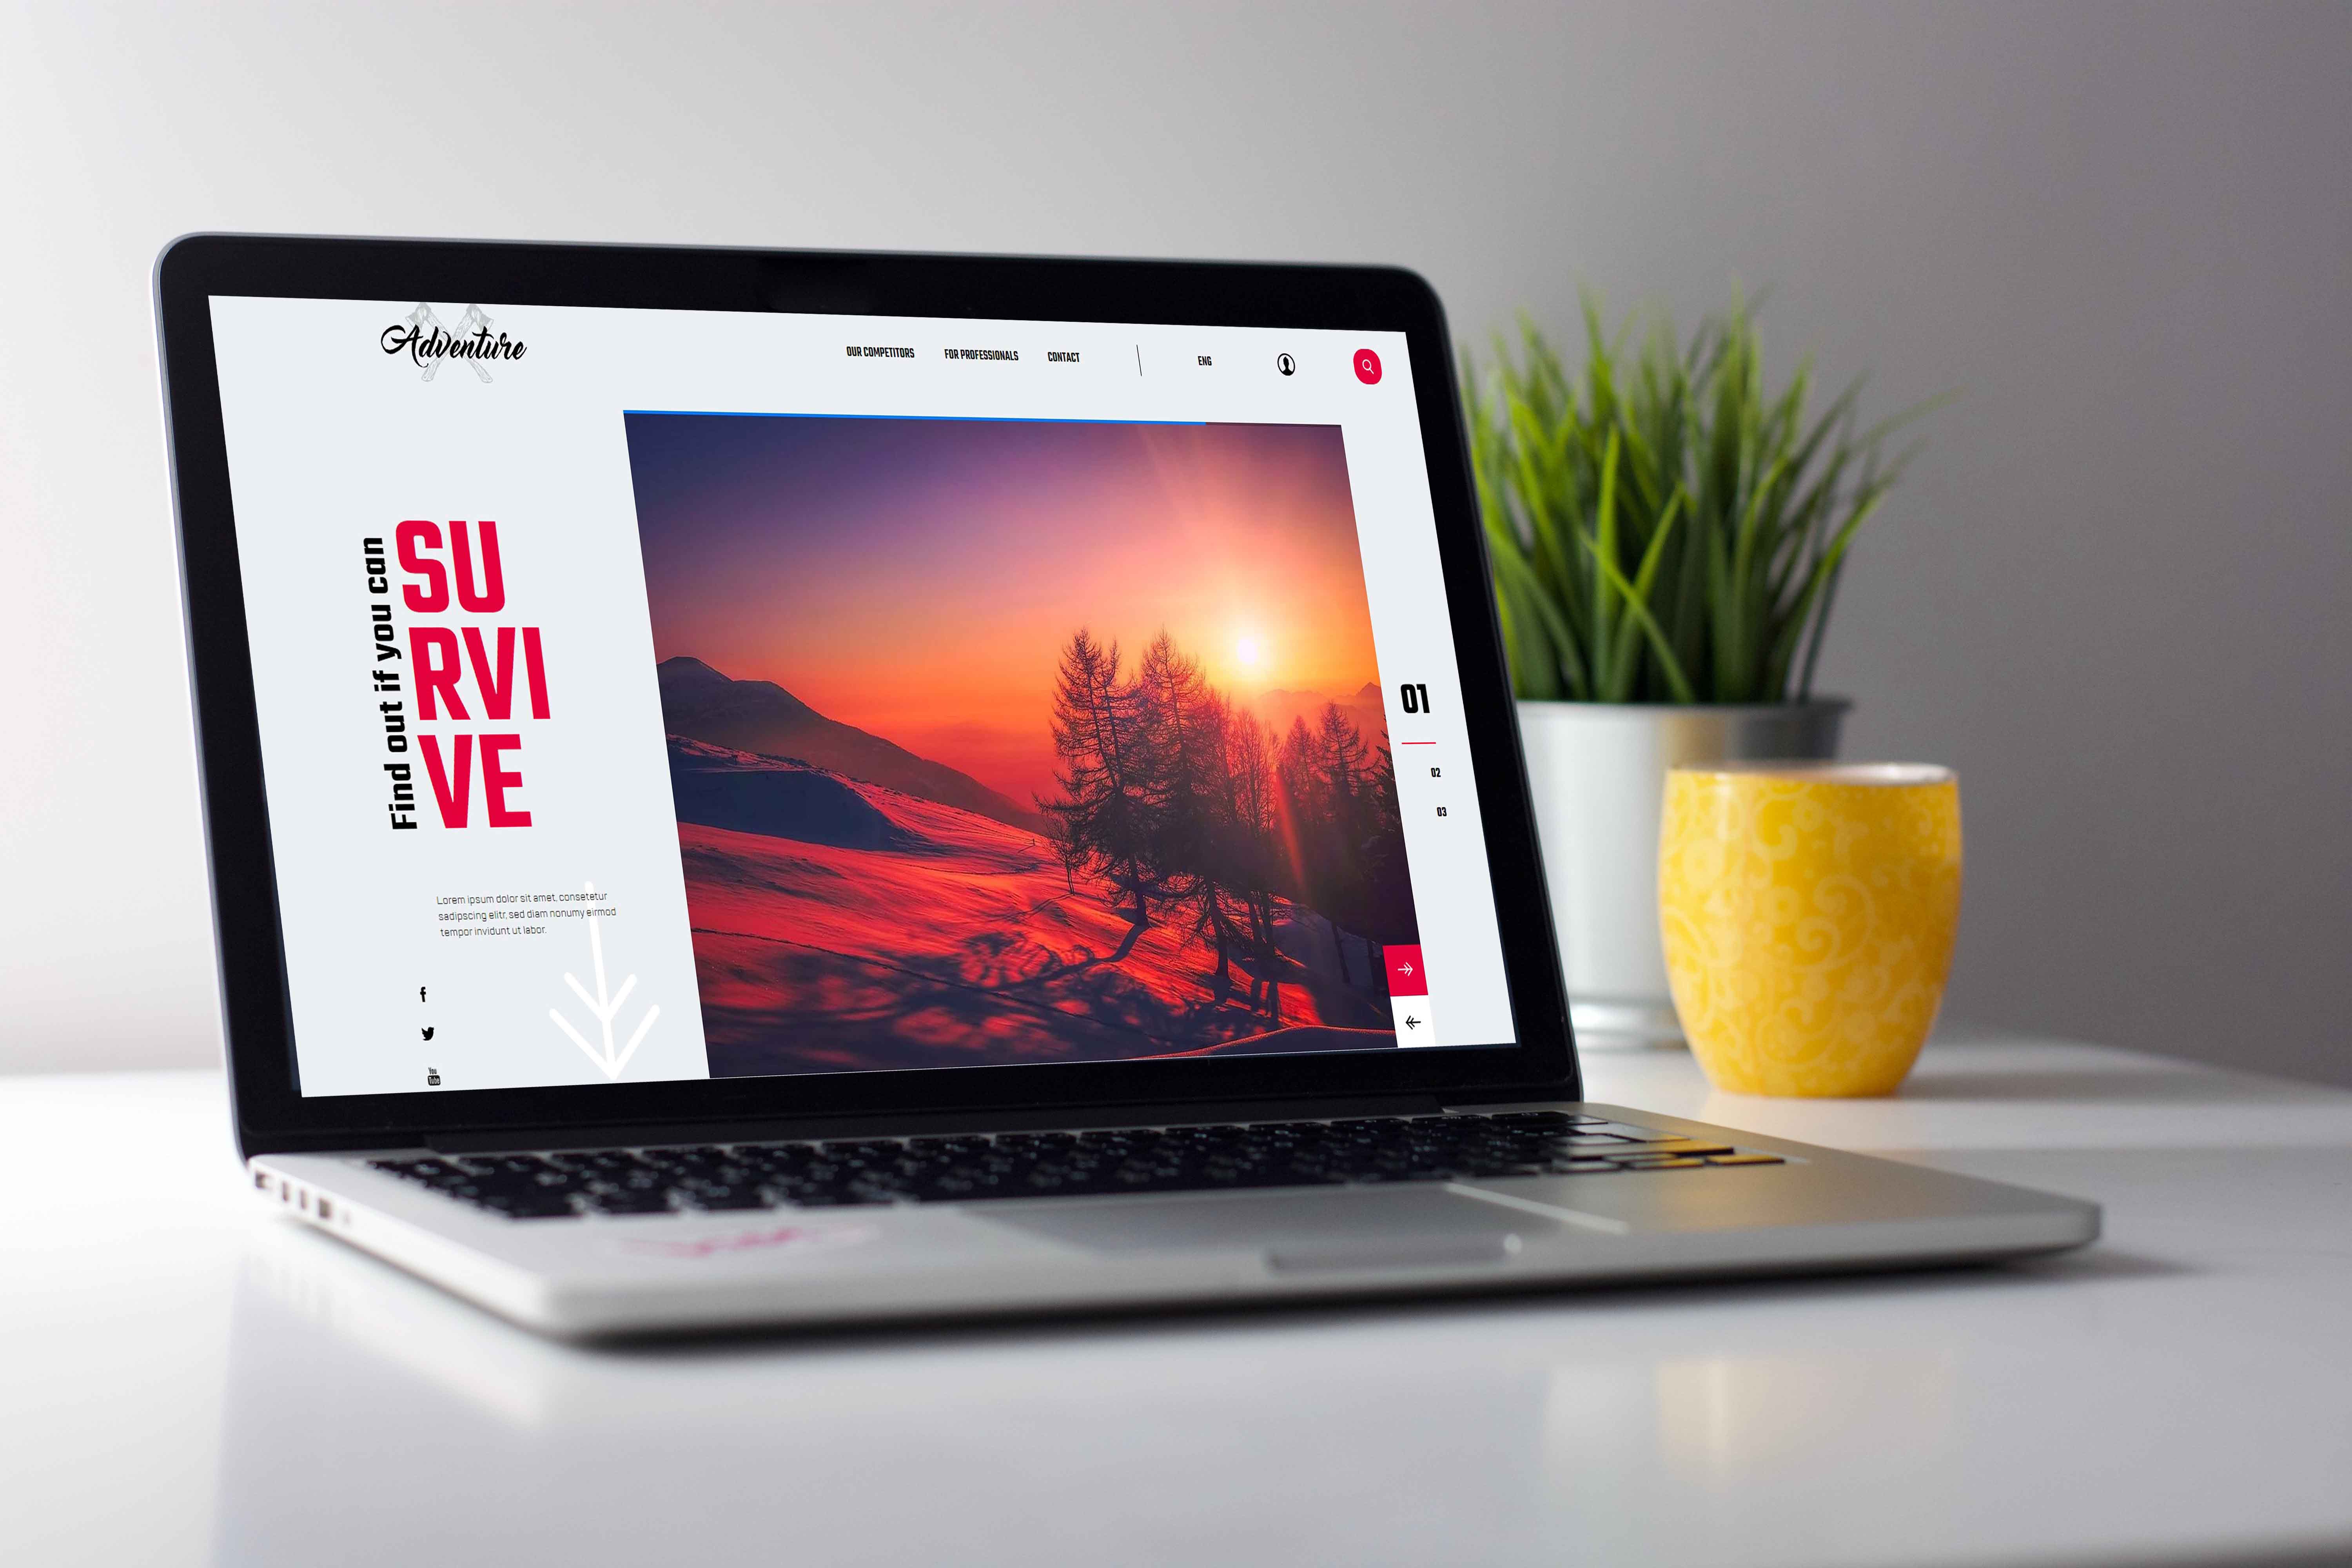 Adventure
OUR COMPETITORS
FOR PROFESSIONALS
CONTACT
ENG
Find out if you can
SU
RVI
VE
01
02
03
Lorem ipsum dolor sit amet, consetetur
sadipscing elitr, sed diam nonumy eirmod
tempor invidunt ut labor.
You
Tube